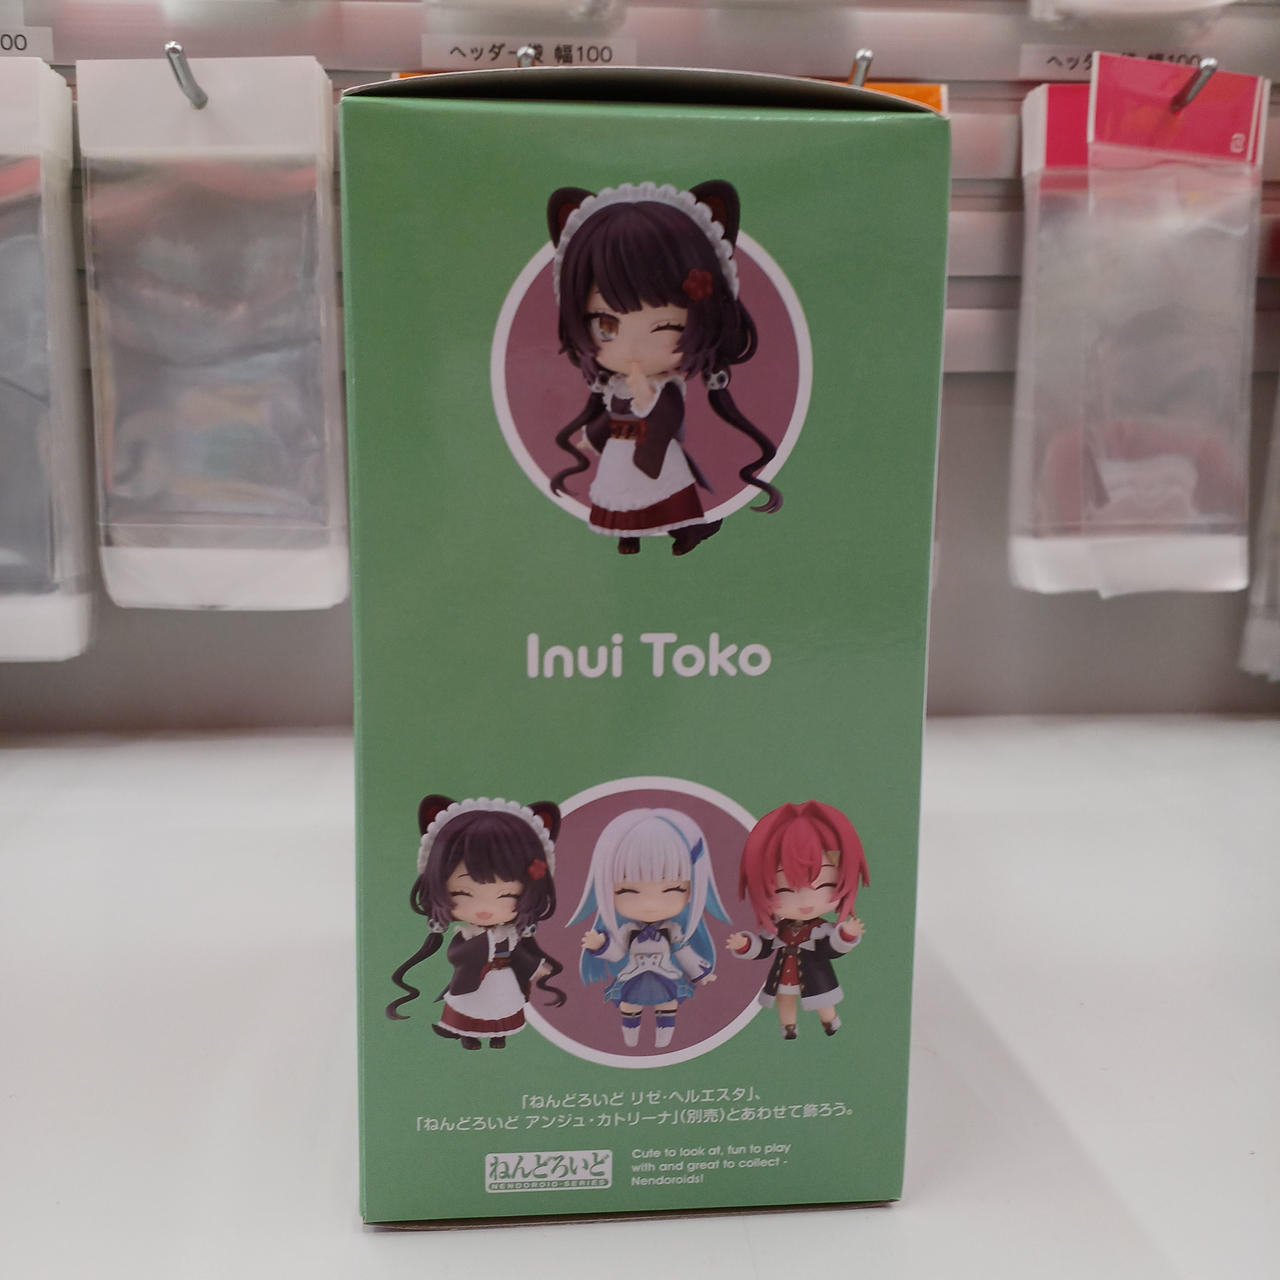 00
ヘッダー袋 幅100
Inui Toko
「ねんどろいど リゼ・ヘルエスタ」、
「ねんどろいど アンジュ・カトリーナ」(別売)とあわせて飾ろう。
ねんどろいど
NENDOROID-SERIES
Cute to look at, fun to play
with and great to collect -
Nendoroids!